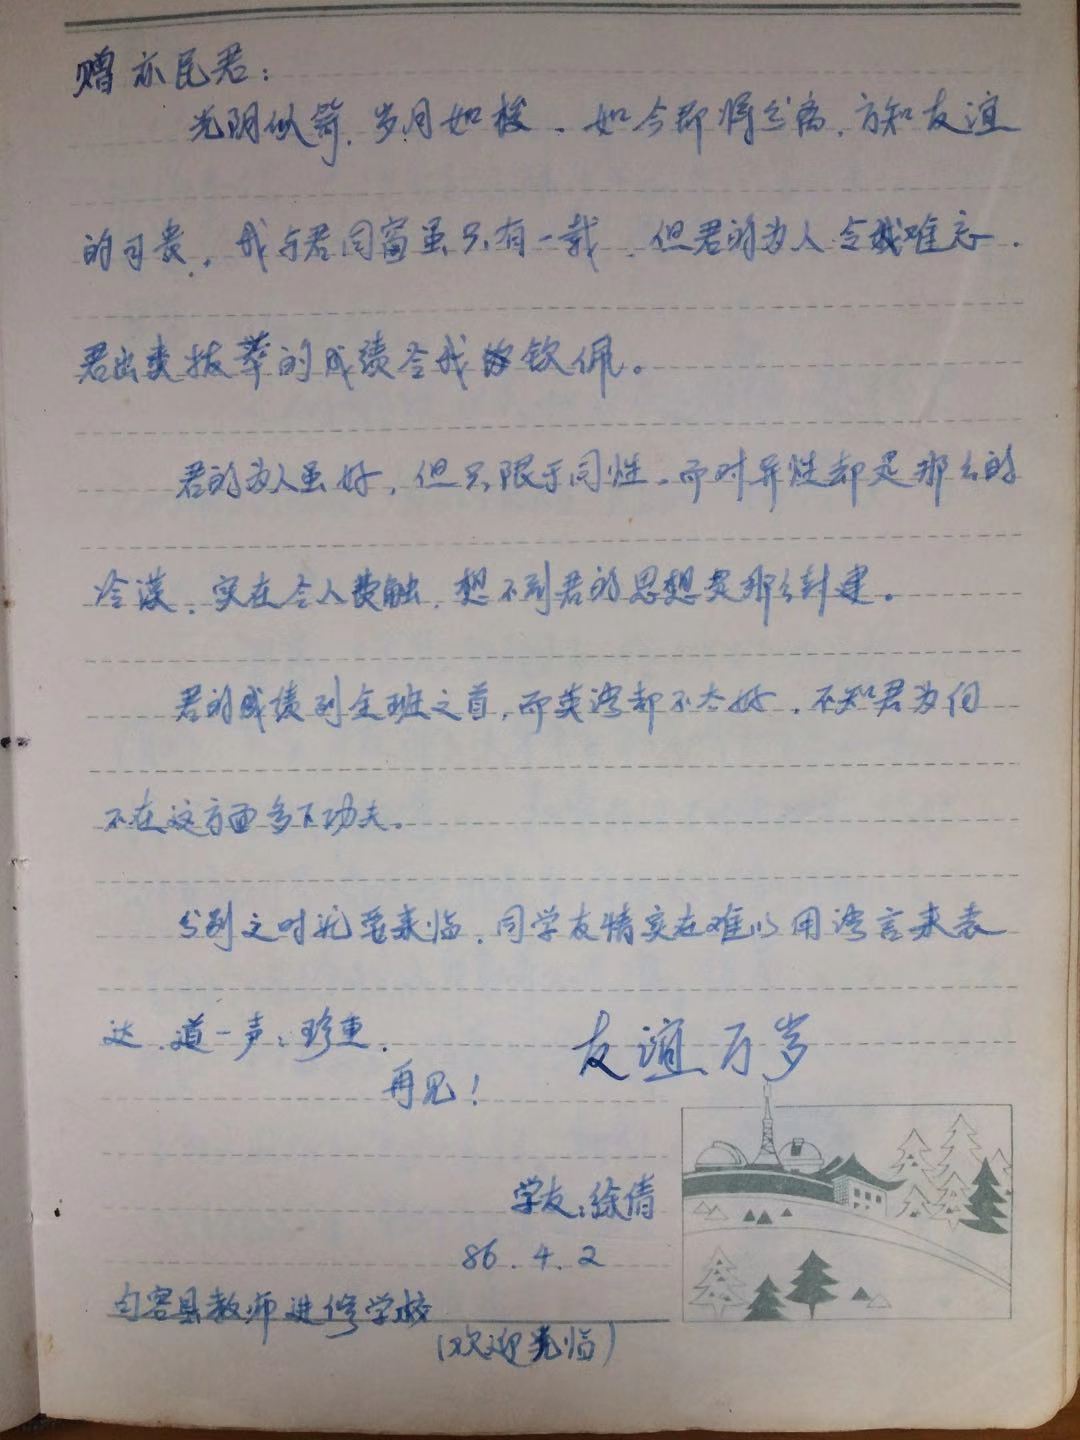 赠亦民君：
光阴似箭，岁月如梭，如今即将分离，方知友谊
的可贵，我与君同窗虽只有一载，但君的为人令我难忘，
君出类拔萃的成绩令我钦佩。
君的为人虽好，但只限于同性，而对异性却是那么的
冷漠，实在令人费触，想不到君的思想是那么封建。
君的成绩列全班之首，而英语却不太好，不知君为何
不在这方面多下功夫。
分别之时就要来临，同学友情实在难以用语言来表
达，道一声：珍重，
再见！
友谊万岁
学友：徐倩
86.4.2
句容县教师进修学校
(欢迎光临)